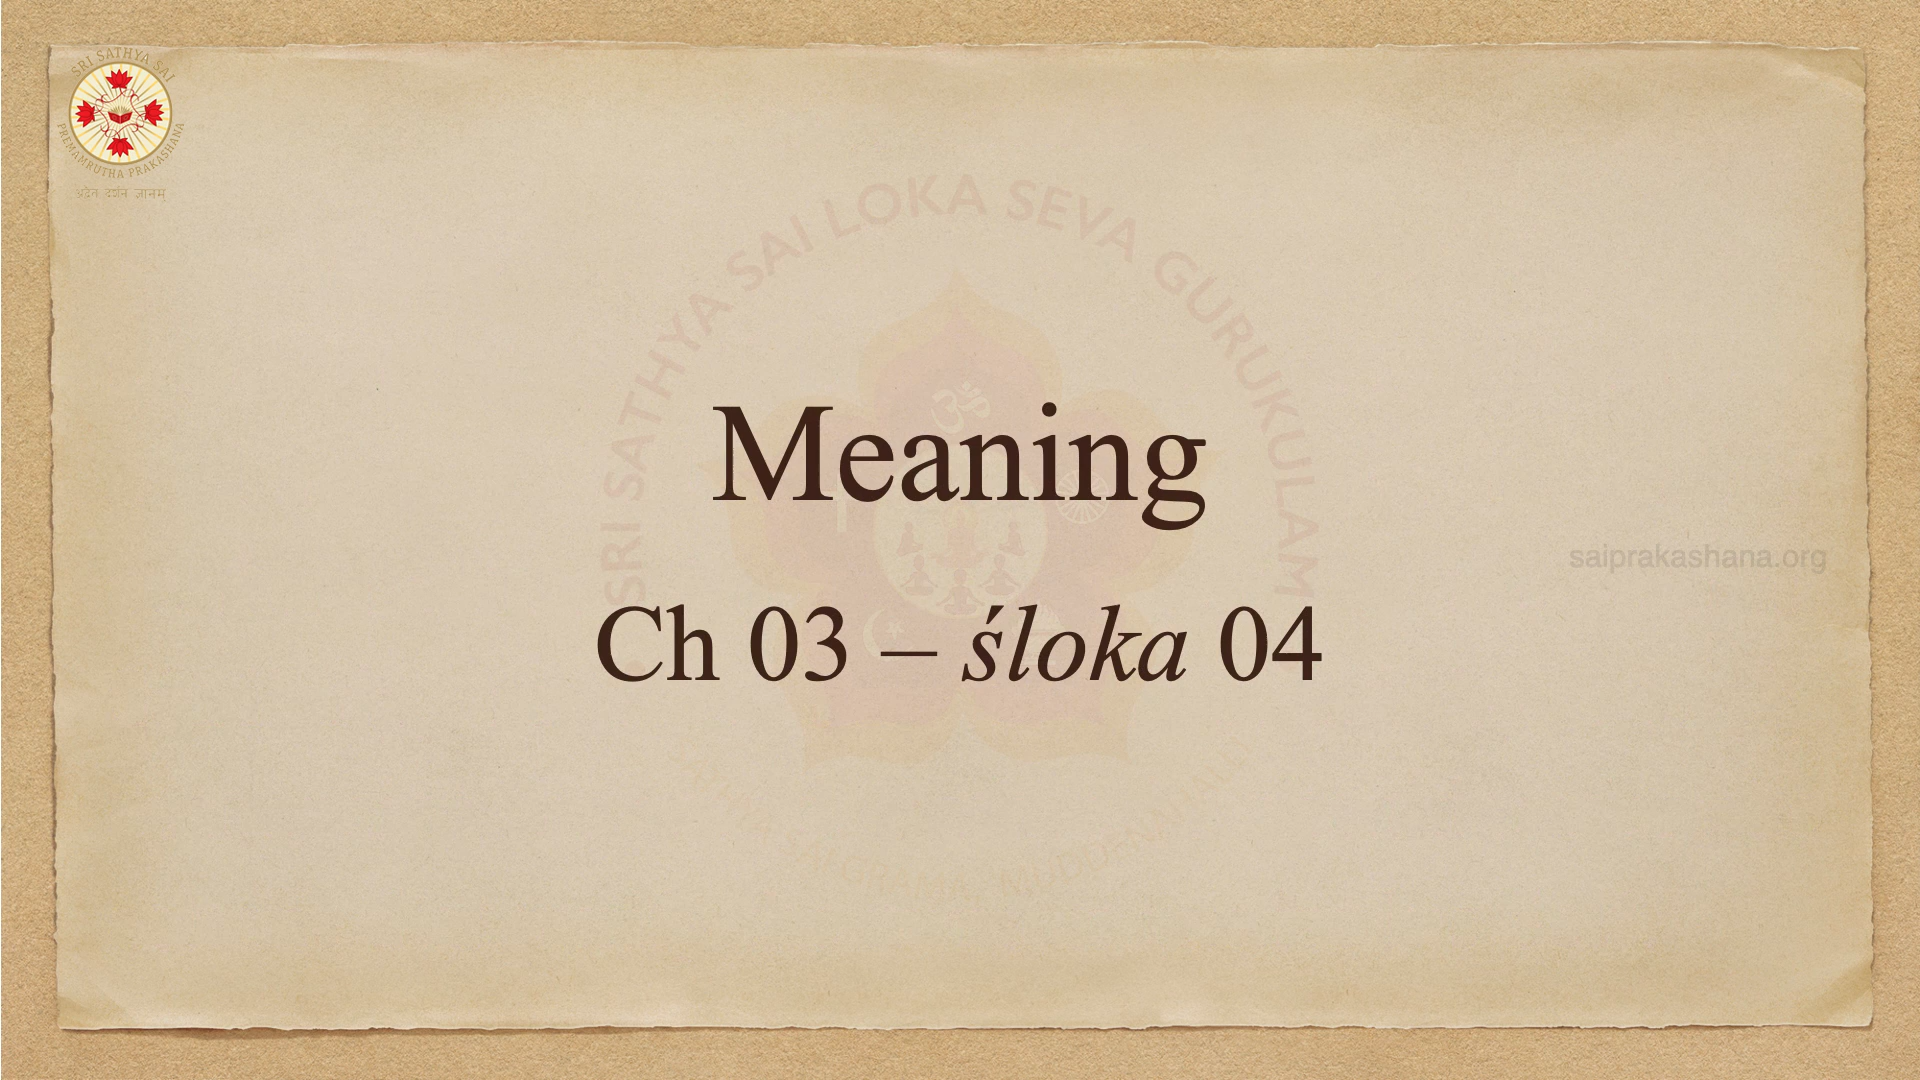 SRI SATHYA SAI
PREMAMRUTHA PRAKASHANA
SRI SATHYA SAI LOKA SEVA GURUKULAM
Meaning
saiprakashana.org
Ch 03 – śloka 04